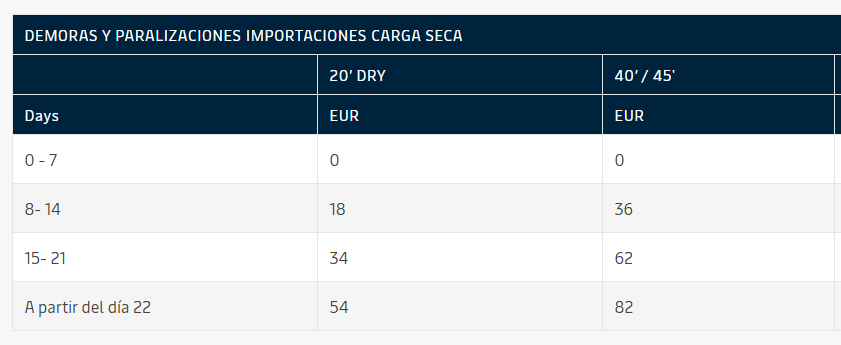 DEMORAS Y PARALIZACIONES IMPORTACIONES CARGA SECA
20' DRY 40' / 45'
Days EUR EUR
0 - 7 0 0
8- 14 18 36
15- 21 34 62
A partir del día 22 54 82